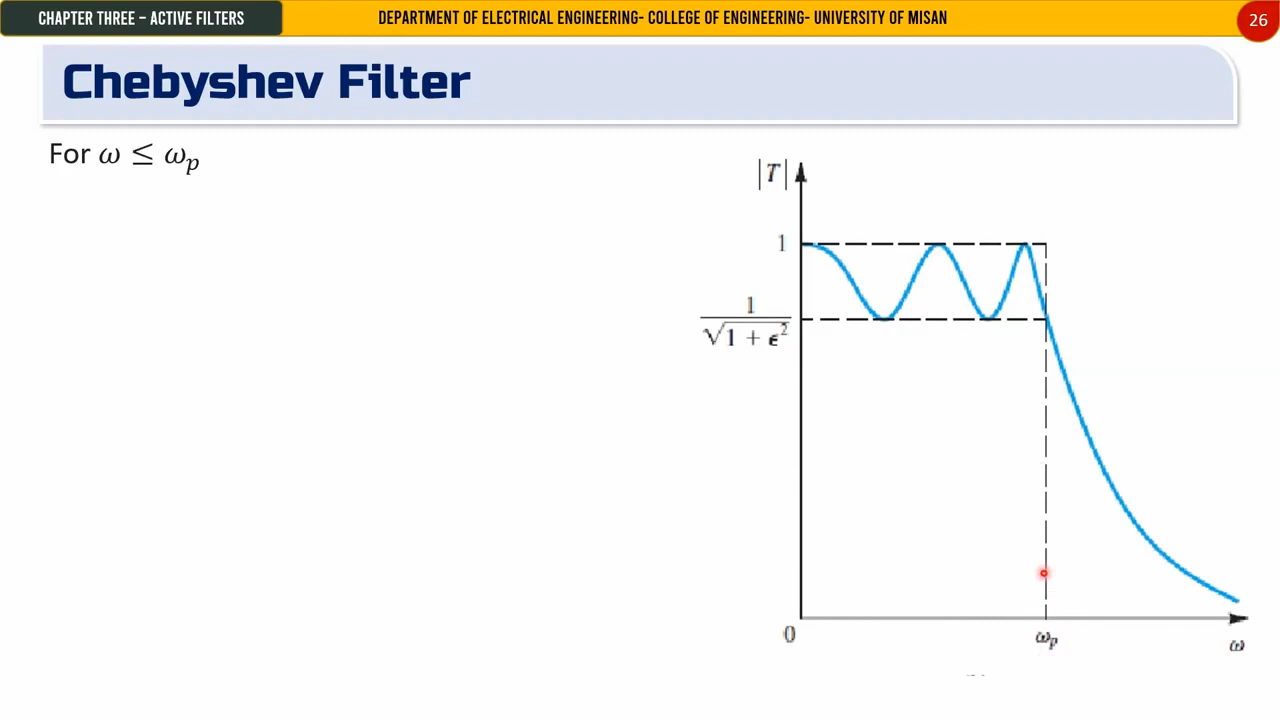 CHAPTER THREE – ACTIVE FILTERS
DEPARTMENT OF ELECTRICAL ENGINEERING- COLLEGE OF ENGINEERING- UNIVERSITY OF MISAN
26
Chebyshev Filter
For ω ≤ ωₚ
|T|
1
1
√1 + ϵ²
0
ωₚ
ω